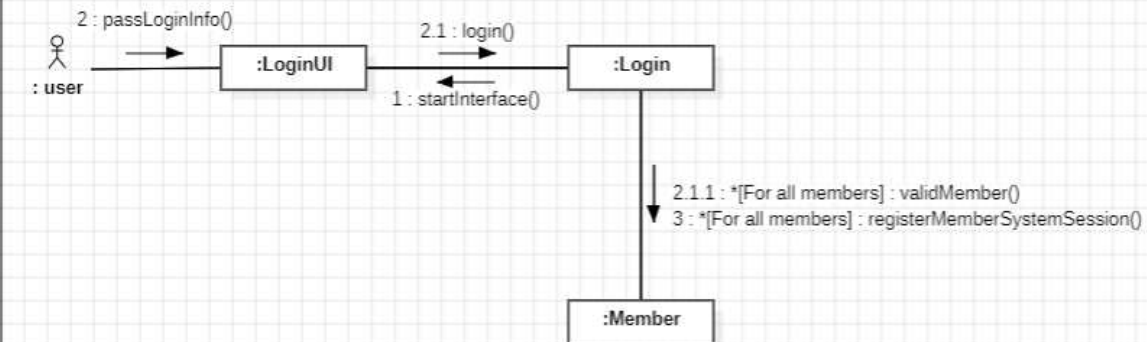 2 : passLoginInfo()
2.1 : login()
:LoginUI
:Login
: user
1 : startInterface()
2.1.1 : *[For all members] : validMember()
3 : *[For all members] : registerMemberSystemSession()
:Member